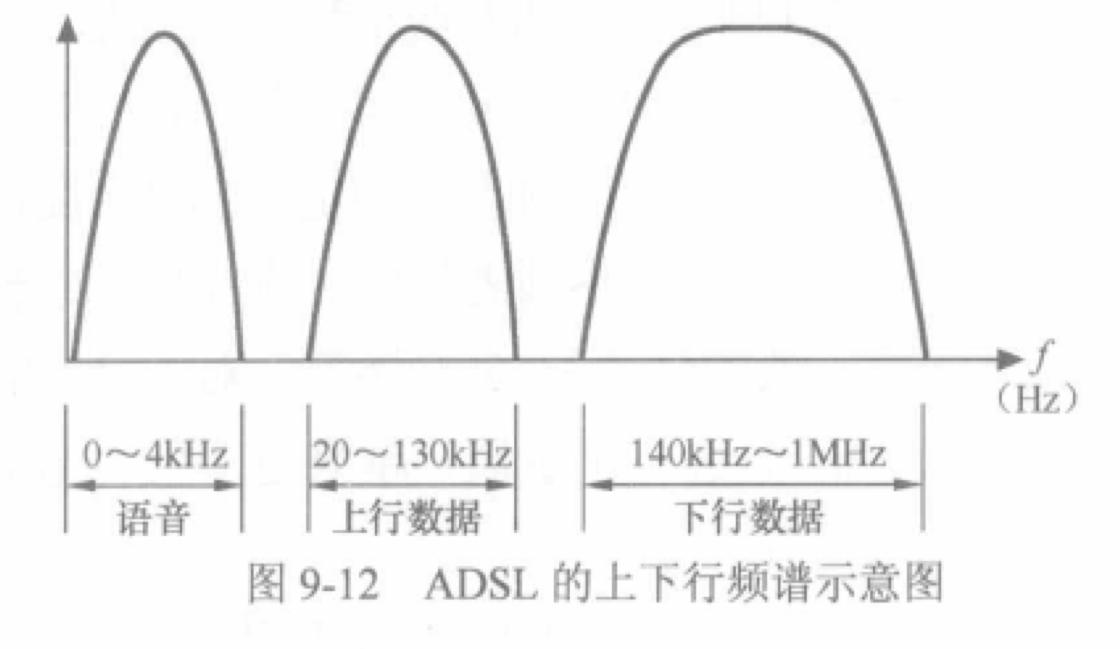 f
(Hz)
0～4kHz
20～130kHz
140kHz～1MHz
语音
上行数据
下行数据
图 9-12 ADSL 的上下行频谱示意图